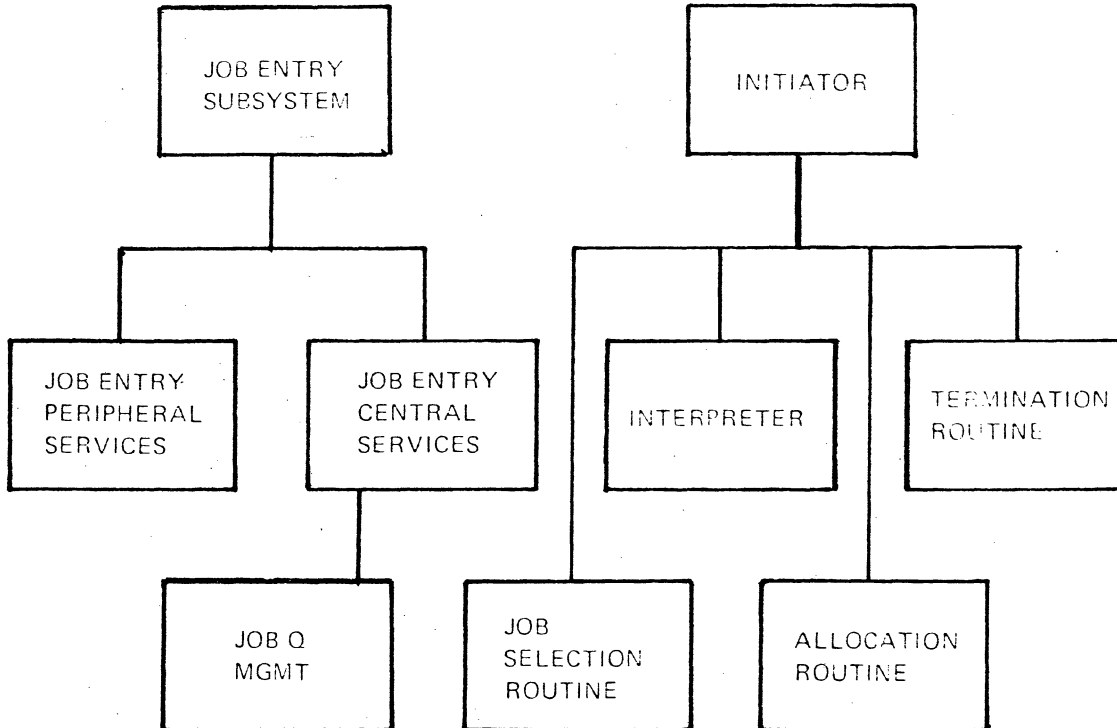 JOB ENTRY
SUBSYSTEM
INITIATOR
JOB ENTRY
PERIPHERAL
SERVICES
JOB ENTRY
CENTRAL
SERVICES
INTERPRETER
TERMINATION
ROUTINE
JOB Q
MGMT
JOB
SELECTION
ROUTINE
ALLOCATION
ROUTINE